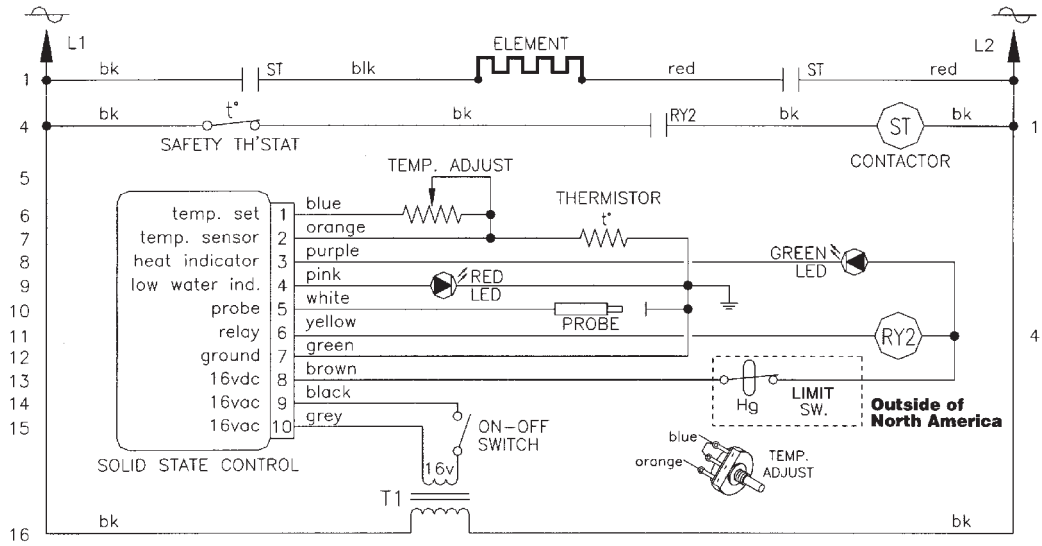 L1
L2
ELEMENT
1 bk ST blk red ST red
bk bk RY2 bk bk
4 t° ST 1
SAFETY TH'STAT
CONTACTOR
5 TEMP. ADJUST
THERMISTOR
t°
6 temp. set 1 blue
7 temp. sensor 2 orange
8 heat indicator 3 purple
GREEN LED
9 low water ind. 4 pink
RED LED
10 probe 5 white
PROBE
11 relay 6 yellow RY2 4
12 ground 7 green
13 16vdc 8 brown
Hg
LIMIT SW.
Outside of
North America
14 16vac 9 black
15 16vac 10 grey
ON-OFF
SWITCH
SOLID STATE CONTROL
16v
T1
blue
orange
TEMP.
ADJUST
16 bk bk